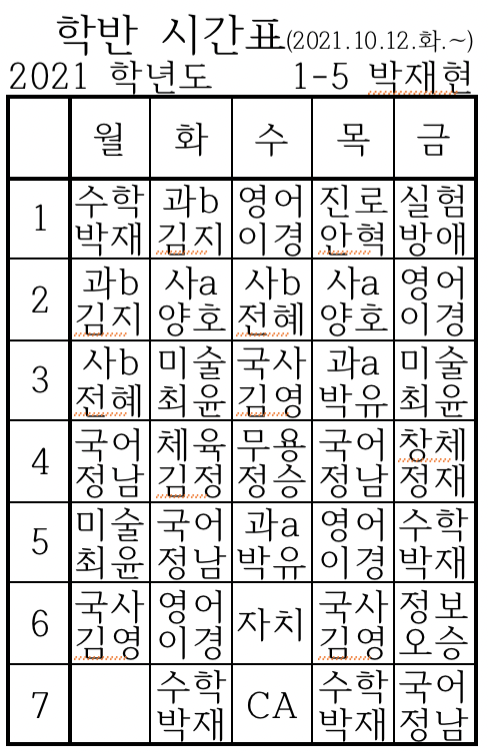 학반 시간표(2021.10.12.화.~)
2021 학년도 1-5 박재현
월 화 수 목 금
1 수학 과b 영어 진로 실험
박재 김지 이경 안혁 방애
2 과b 사a 사b 사a 영어
김지 양호 전혜 양호 이경
3 사b 미술 국사 과a 미술
전혜 최윤 김영 박유 최윤
4 국어 체육 무용 국어 창체
정남 김정 정승 정남 정재
5 미술 국어 과a 영어 수학
최윤 정남 박유 이경 박재
6 국사 영어 자치 국사 정보
김영 이경 김영 오승
7 수학 CA 수학 국어
박재 박재 정남